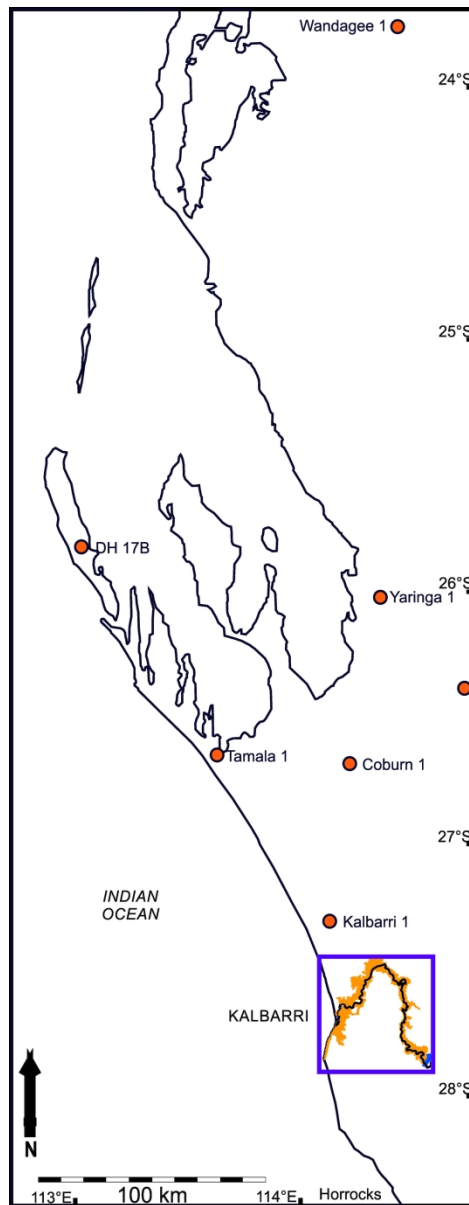 Wandagee 1
24°S
25°S
DH 17B
26°S
Yaringa 1
Tamala 1
Coburn 1
27°S
INDIAN
OCEAN
Kalbarri 1
KALBARRI
28°S
N
113°E
100 km
114°E
Horrocks